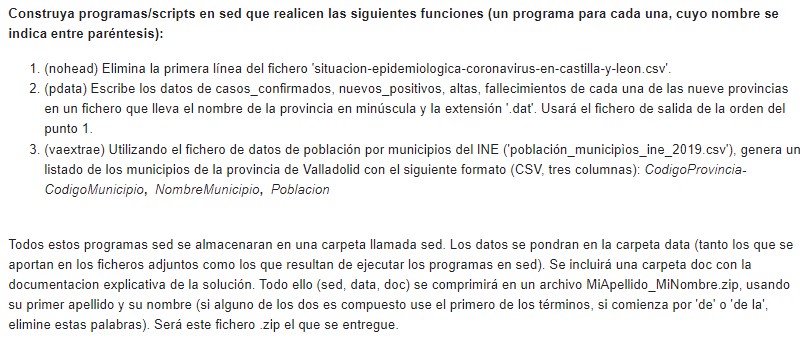 Construya programas/scripts en sed que realicen las siguientes funciones (un programa para cada una, cuyo nombre se
indica entre paréntesis):
1. (nohead) Elimina la primera línea del fichero 'situacion-epidemiologica-coronavirus-en-castilla-y-leon.csv'.
2. (pdata) Escribe los datos de casos_confirmados, nuevos_positivos, altas, fallecimientos de cada una de las nueve provincias
en un fichero que lleva el nombre de la provincia en minúscula y la extensión '.dat'. Usará el fichero de salida de la orden del
punto 1.
3. (vaextrae) Utilizando el fichero de datos de población por municipios del INE ('población_municipios_ine_2019.csv'), genera un
listado de los municipios de la provincia de Valladolid con el siguiente formato (CSV, tres columnas): CodigoProvincia-
CodigoMunicipio, NombreMunicipio, Poblacion
Todos estos programas sed se almacenaran en una carpeta llamada sed. Los datos se pondran en la carpeta data (tanto los que se
aportan en los ficheros adjuntos como los que resultan de ejecutar los programas en sed). Se incluirá una carpeta doc con la
documentacion explicativa de la solución. Todo ello (sed, data, doc) se comprimirá en un archivo MiApellido_MiNombre.zip, usando
su primer apellido y su nombre (si alguno de los dos es compuesto use el primero de los términos, si comienza por 'de' o 'de la',
elimine estas palabras). Será este fichero .zip el que se entregue.